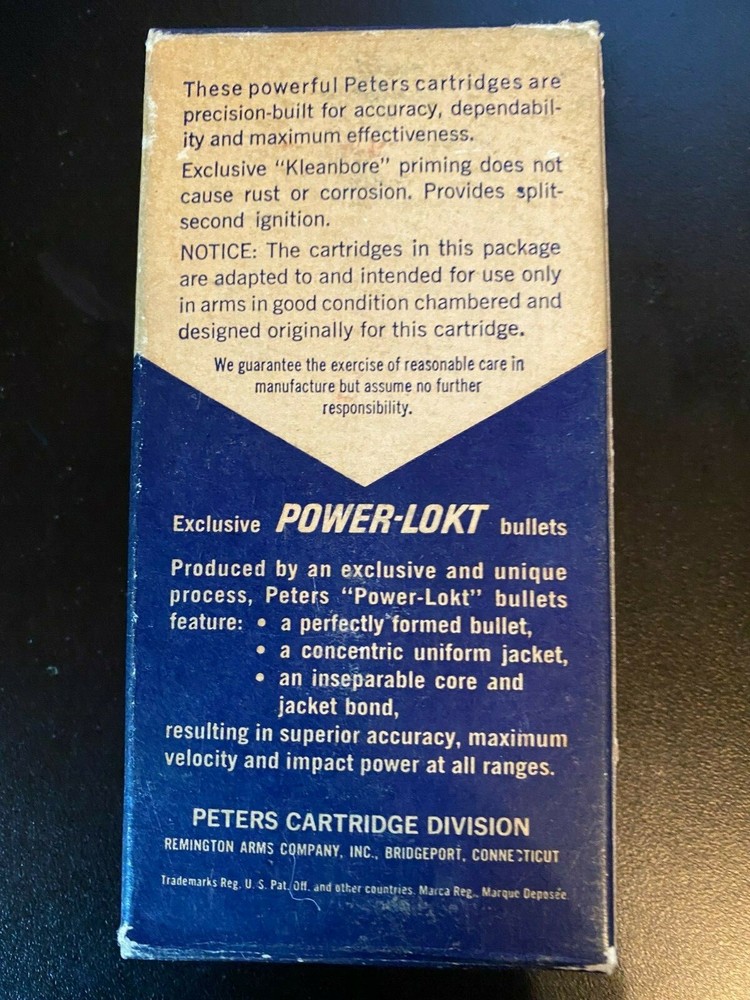 These powerful Peters cartridges are
precision-built for accuracy, dependabil-
ity and maximum effectiveness.
Exclusive "Kleanbore" priming does not
cause rust or corrosion. Provides split-
second ignition.
NOTICE: The cartridges in this package
are adapted to and intended for use only
in arms in good condition chambered and
designed originally for this cartridge.
We guarantee the exercise of reasonable care in
manufacture but assume no further
responsibility.
Exclusive POWER-LOKT bullets
Produced by an exclusive and unique
process, Peters "Power-Lokt" bullets
feature: • a perfectly formed bullet,
• a concentric uniform jacket,
• an inseparable core and
jacket bond,
resulting in superior accuracy, maximum
velocity and impact power at all ranges.
PETERS CARTRIDGE DIVISION
REMINGTON ARMS COMPANY, INC., BRIDGEPORT, CONNECTICUT
Trademarks Reg. U. S. Pat. Off. and other countries. Marca Reg., Marque Deposée